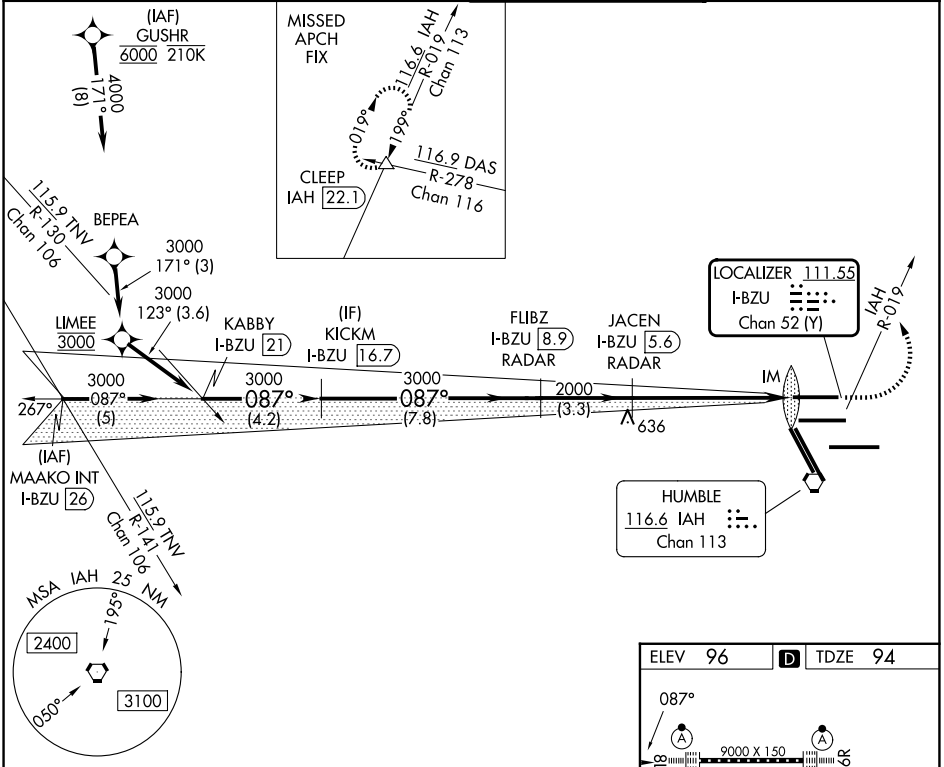 (IAF)
GUSHR
6000 210K
4000
171°
(8)
MISSED
APCH
FIX
116.6 IAH
R-019
Chan 113
019°
199°
CLEEP
IAH 22.1
116.9 DAS
R-278
Chan 116
115.9 TNV
R-130
Chan 106
BEPEA
3000
171° (3)
3000
123° (3.6)
LIMEE
3000
KABBY
I-BZU 21
(IF)
KICKM
I-BZU 16.7
FLIBZ
I-BZU 8.9
RADAR
JACEN
I-BZU 5.6
RADAR
LOCALIZER 111.55
I-BZU
Chan 52 (Y)
IAH
R-019
IM
267°
3000
087°
(5)
3000
087°
(4.2)
3000
087°
(7.8)
2000
(3.3)
636
(IAF)
MAAKO INT
I-BZU 26
115.9 TNV
R-141
Chan 106
HUMBLE
116.6 IAH
Chan 113
MSA IAH 25 NM
195°
2400
050°
3100
ELEV 96 D TDZE 94
087°
A
A
9000 X 150
8L
6R